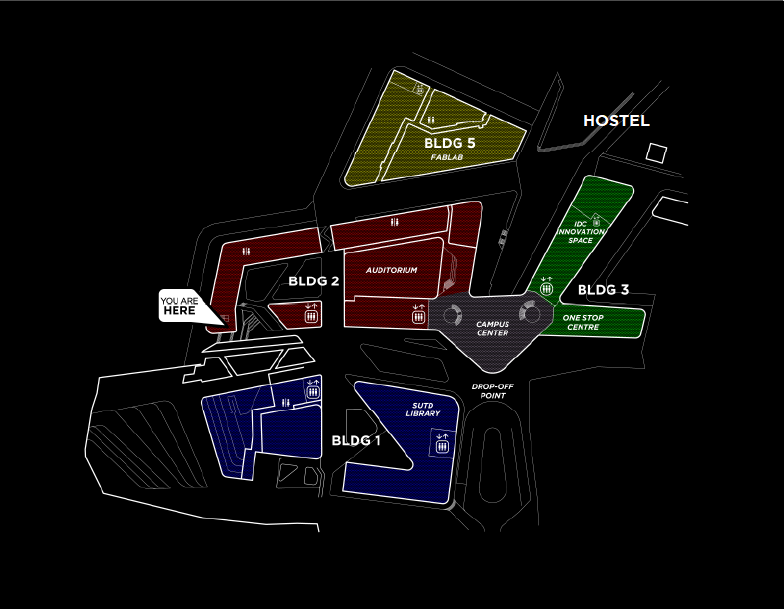 HOSTEL
BLDG 5
FABLAB
IDC
INNOVATION
SPACE
BLDG 2
AUDITORIUM
BLDG 3
YOU ARE
HERE
CAMPUS
CENTER
ONE STOP
CENTRE
DROP-OFF
POINT
SUTD
LIBRARY
BLDG 1